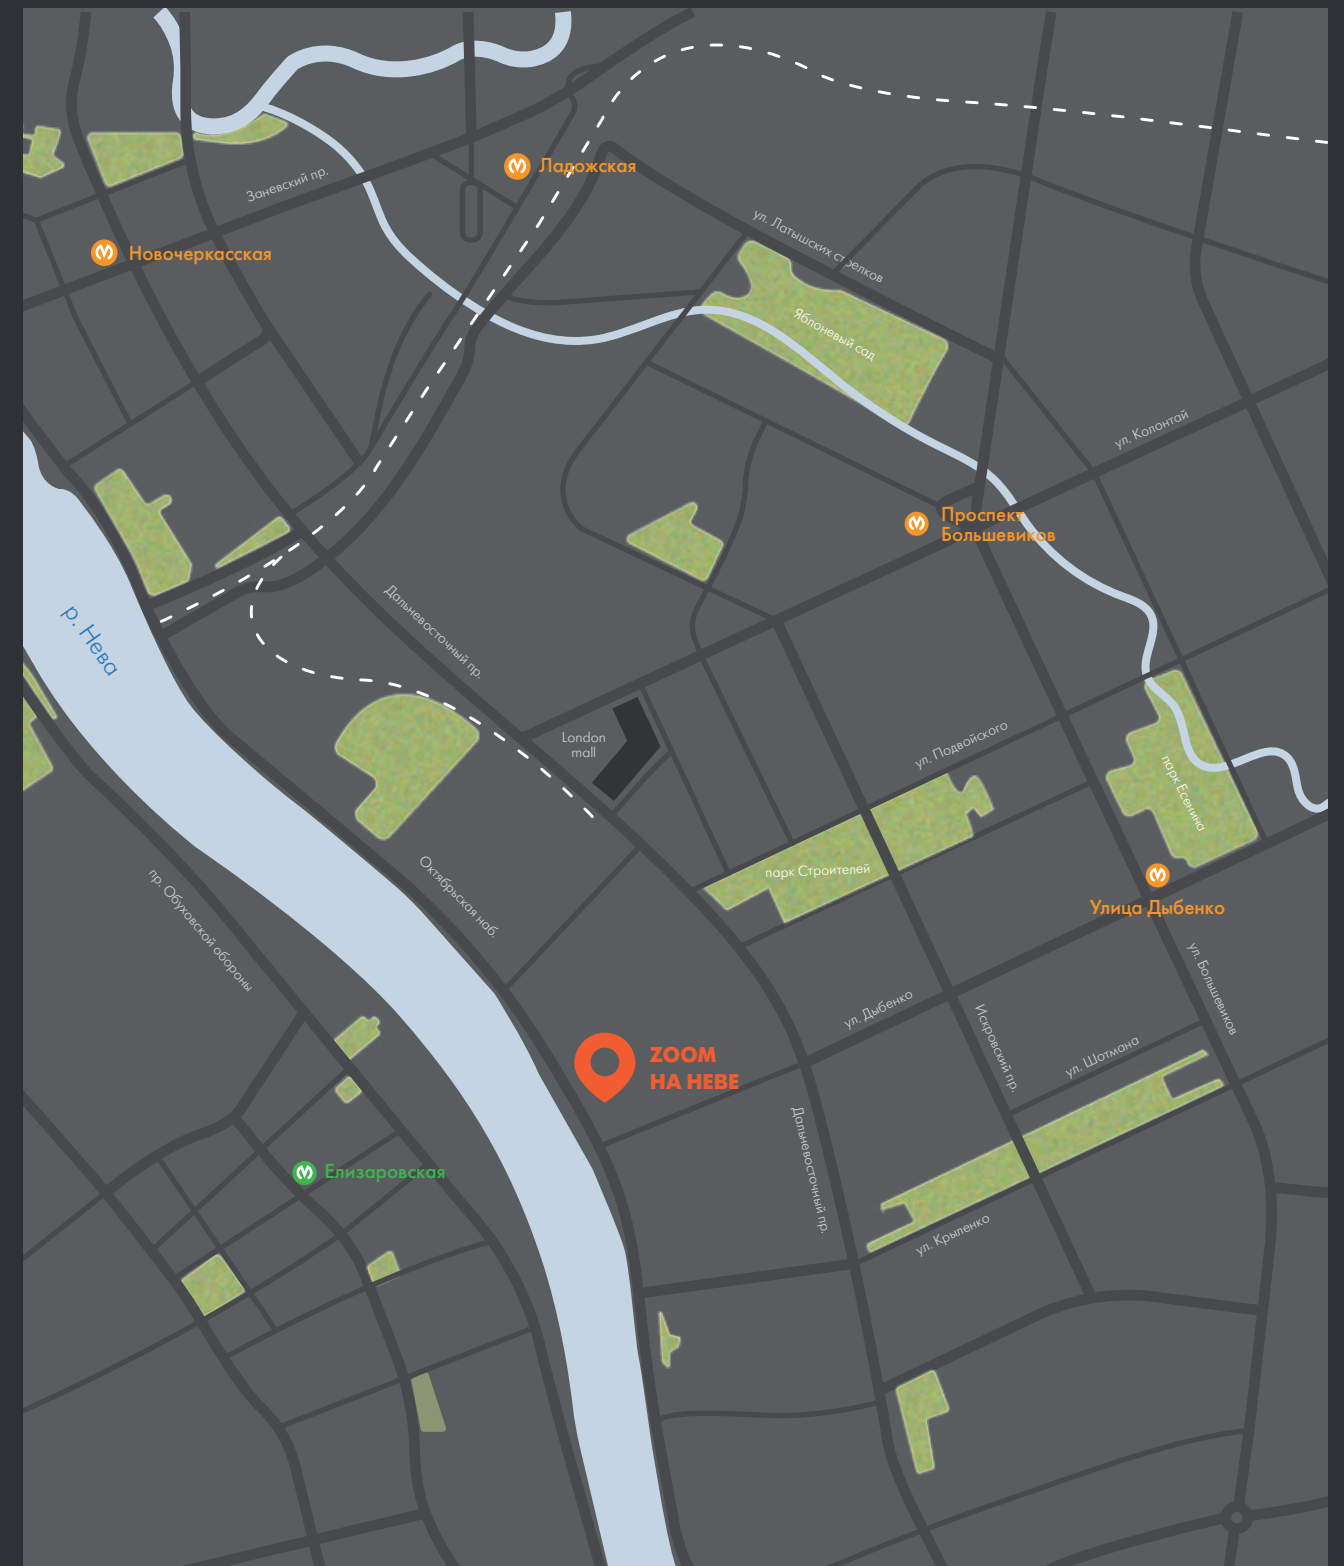 Ладожская
Заневский пр.
Новочеркасская
ул. Латышских стрелков
Яблоневый сад
ул. Колонтай
Проспект
Большевиков
р. Нева
Дальневосточный пр.
London
mall
ул. Подвойского
парк Есенина
парк Строителей
Улица Дыбенко
Октябрьская наб.
пр. Обуховской обороны
ул. Большевиков
ул. Дыбенко
Искровский пр.
ул. Шотмана
ZOOM
НА НЕВЕ
Дальневосточный пр.
Елизаровская
ул. Крыленко